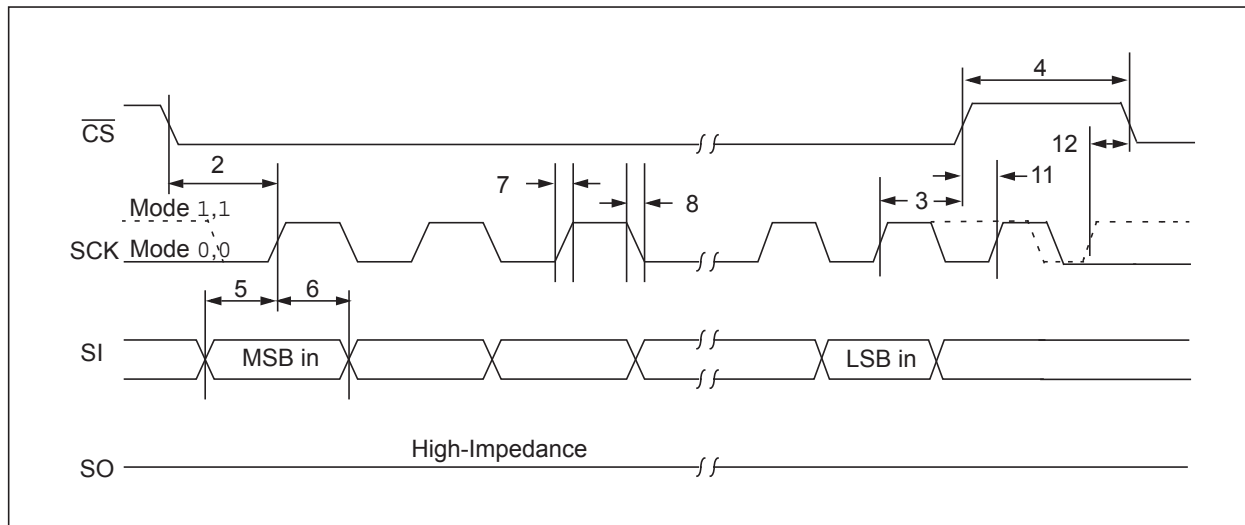 4
CS
12
2
7
11
3
8
Mode 1,1
SCK Mode 0,0
5
6
SI
MSB in
LSB in
High-Impedance
SO